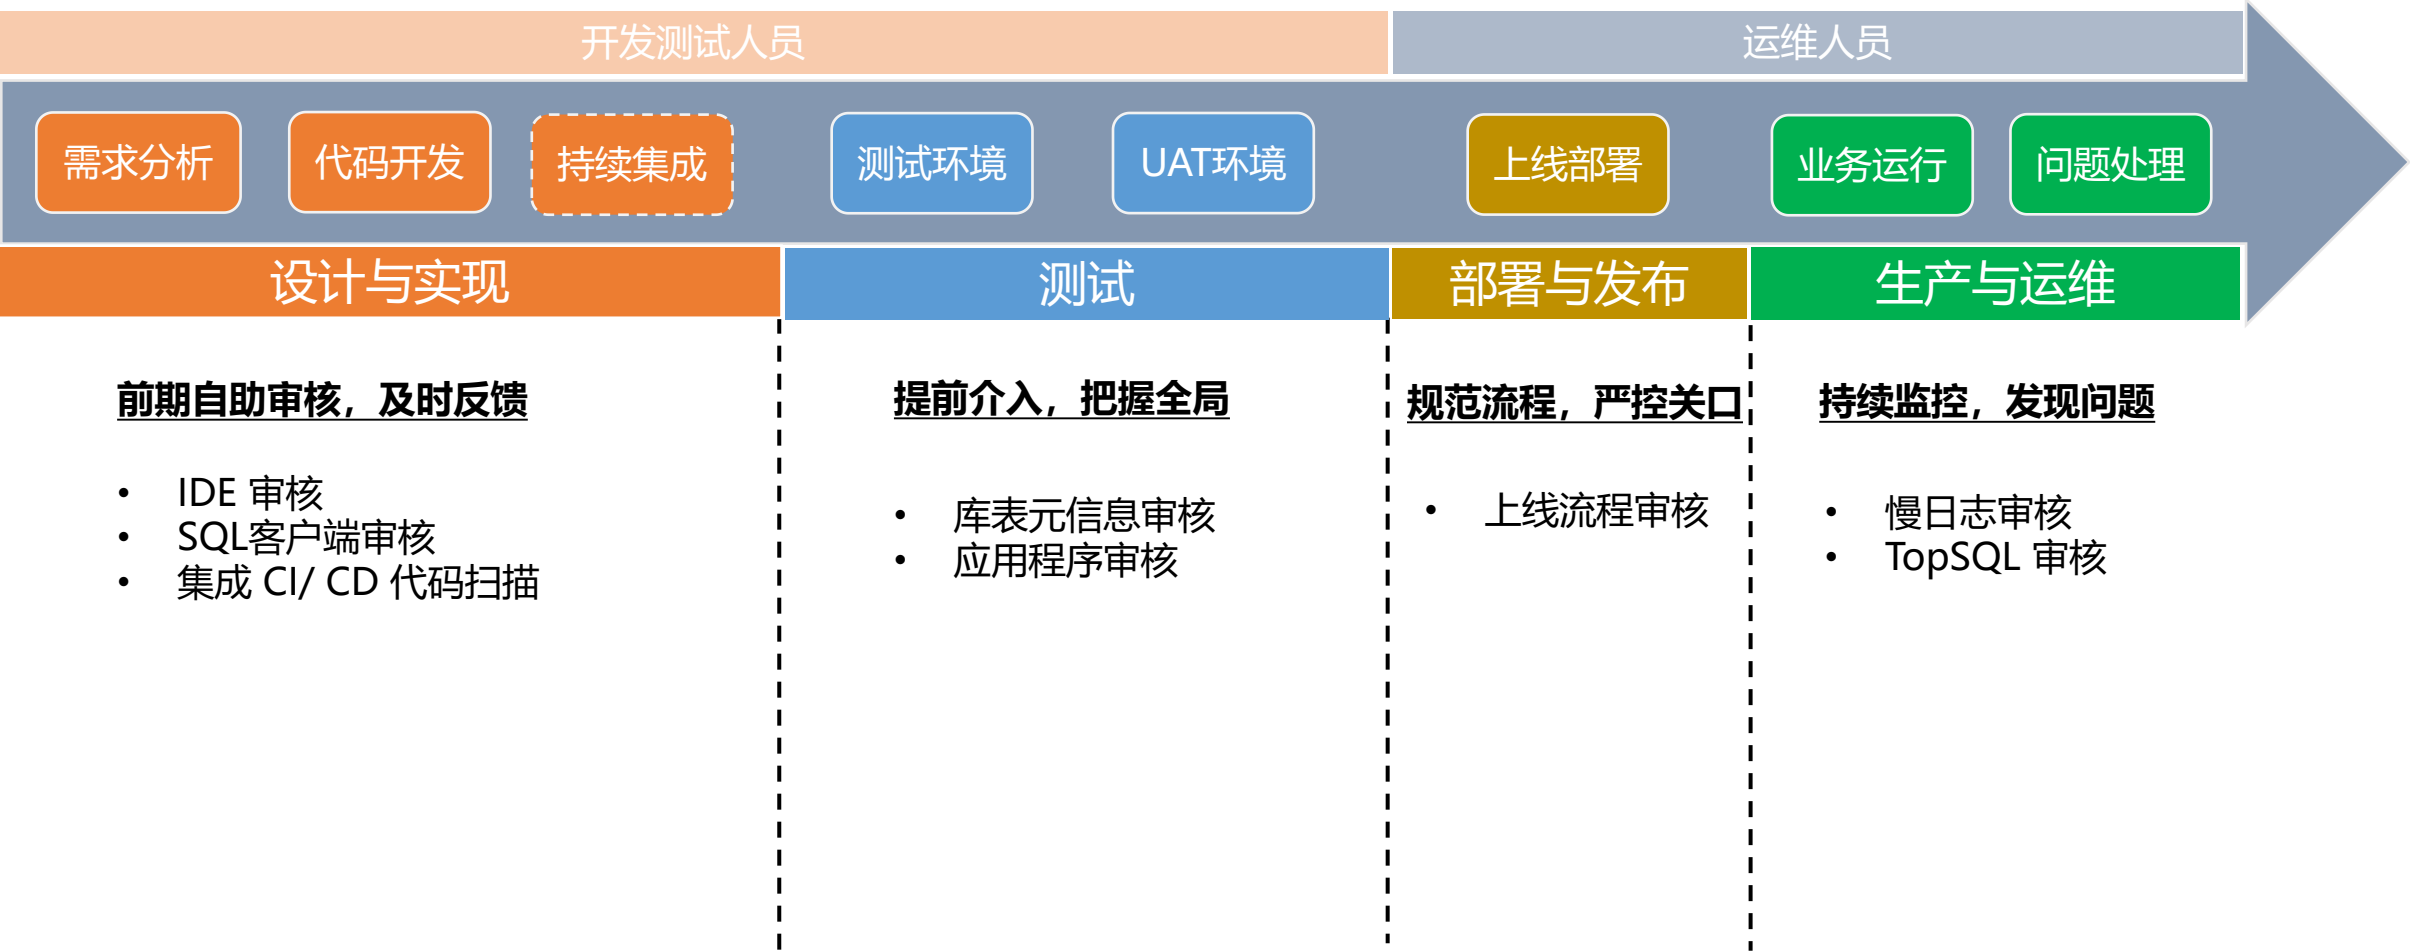 开发测试人员
运维人员
需求分析
代码开发
持续集成
测试环境
UAT环境
上线部署
业务运行
问题处理
设计与实现
测试
部署与发布
生产与运维
前期自助审核，及时反馈
• IDE 审核
• SQL客户端审核
• 集成 CI/ CD 代码扫描
提前介入，把握全局
• 库表元信息审核
• 应用程序审核
规范流程，严控关口
• 上线流程审核
持续监控，发现问题
• 慢日志审核
• TopSQL 审核